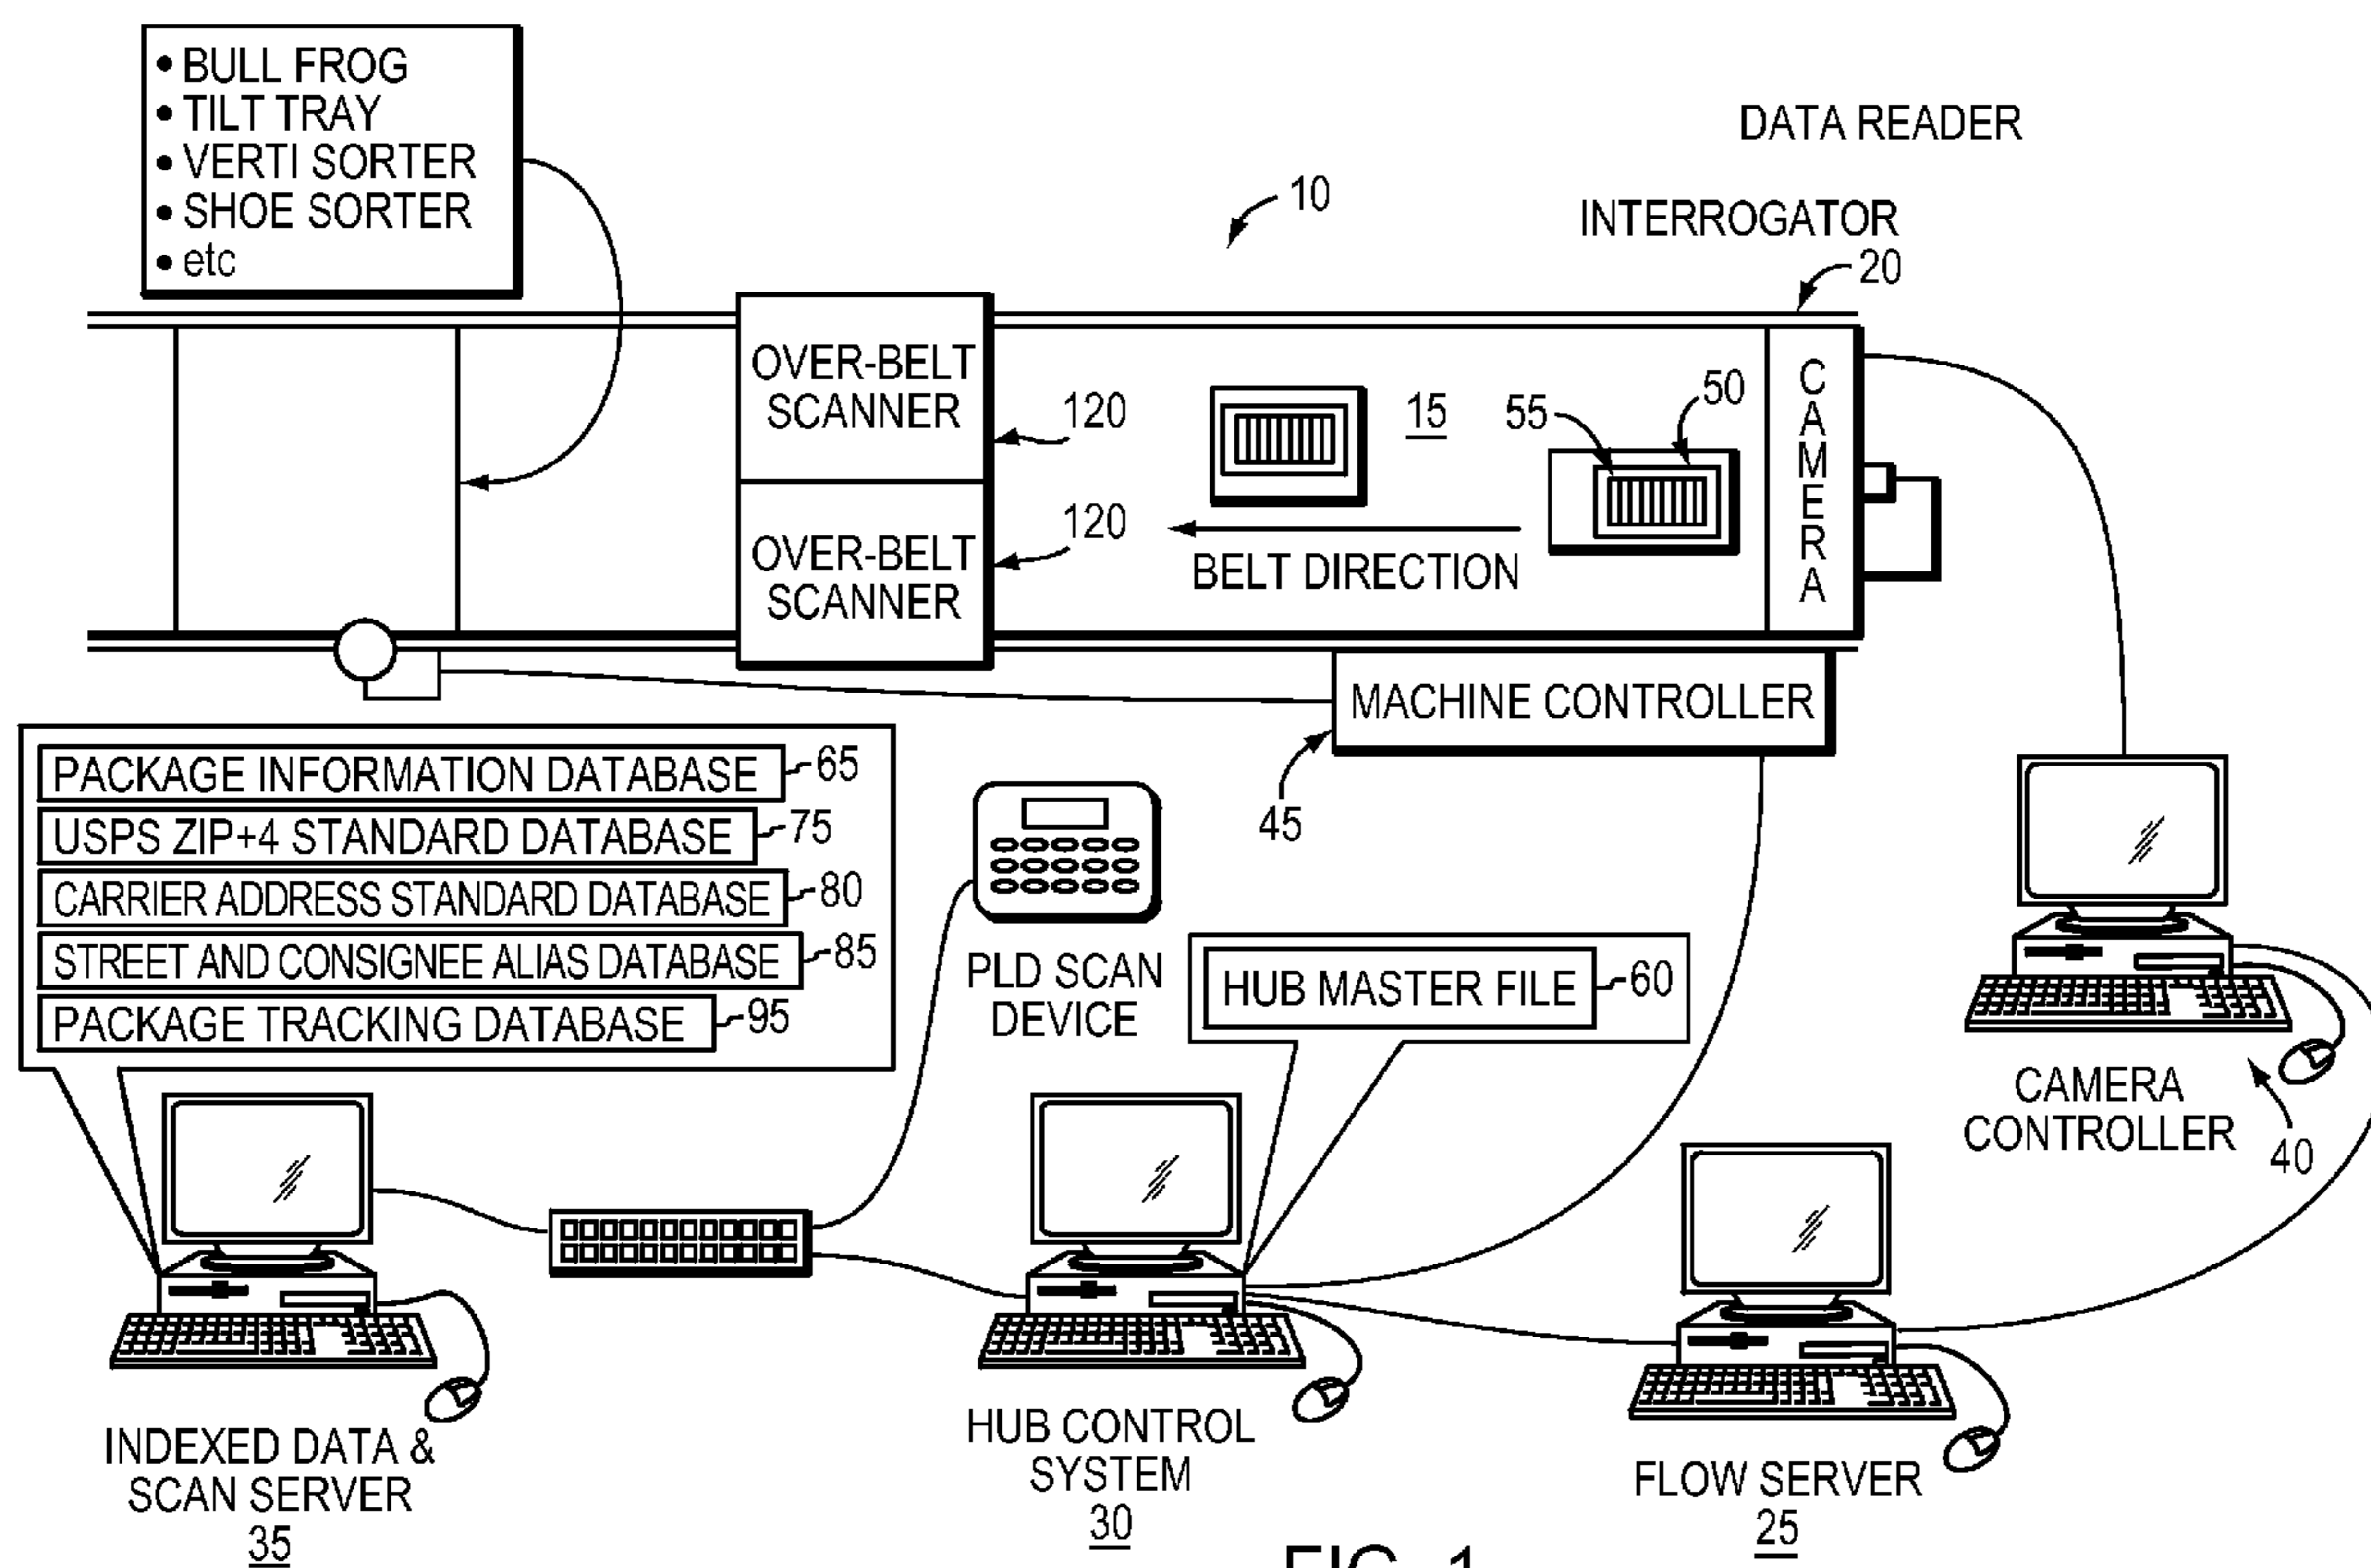 • BULL FROG
• TILT TRAY
• VERTI SORTER
• SHOE SORTER
• etc
DATA READER
10
INTERROGATOR
20
OVER-BELT
SCANNER
120
OVER-BELT
SCANNER
120
15
55
50
BELT DIRECTION
CAMERA
MACHINE CONTROLLER
45
PACKAGE INFORMATION DATABASE
65
USPS ZIP+4 STANDARD DATABASE
75
CARRIER ADDRESS STANDARD DATABASE
80
STREET AND CONSIGNEE ALIAS DATABASE
85
PACKAGE TRACKING DATABASE
95
PLD SCAN
DEVICE
HUB MASTER FILE
60
CAMERA
CONTROLLER
40
INDEXED DATA &
SCAN SERVER
35
HUB CONTROL
SYSTEM
30
FLOW SERVER
25
FIG. 1